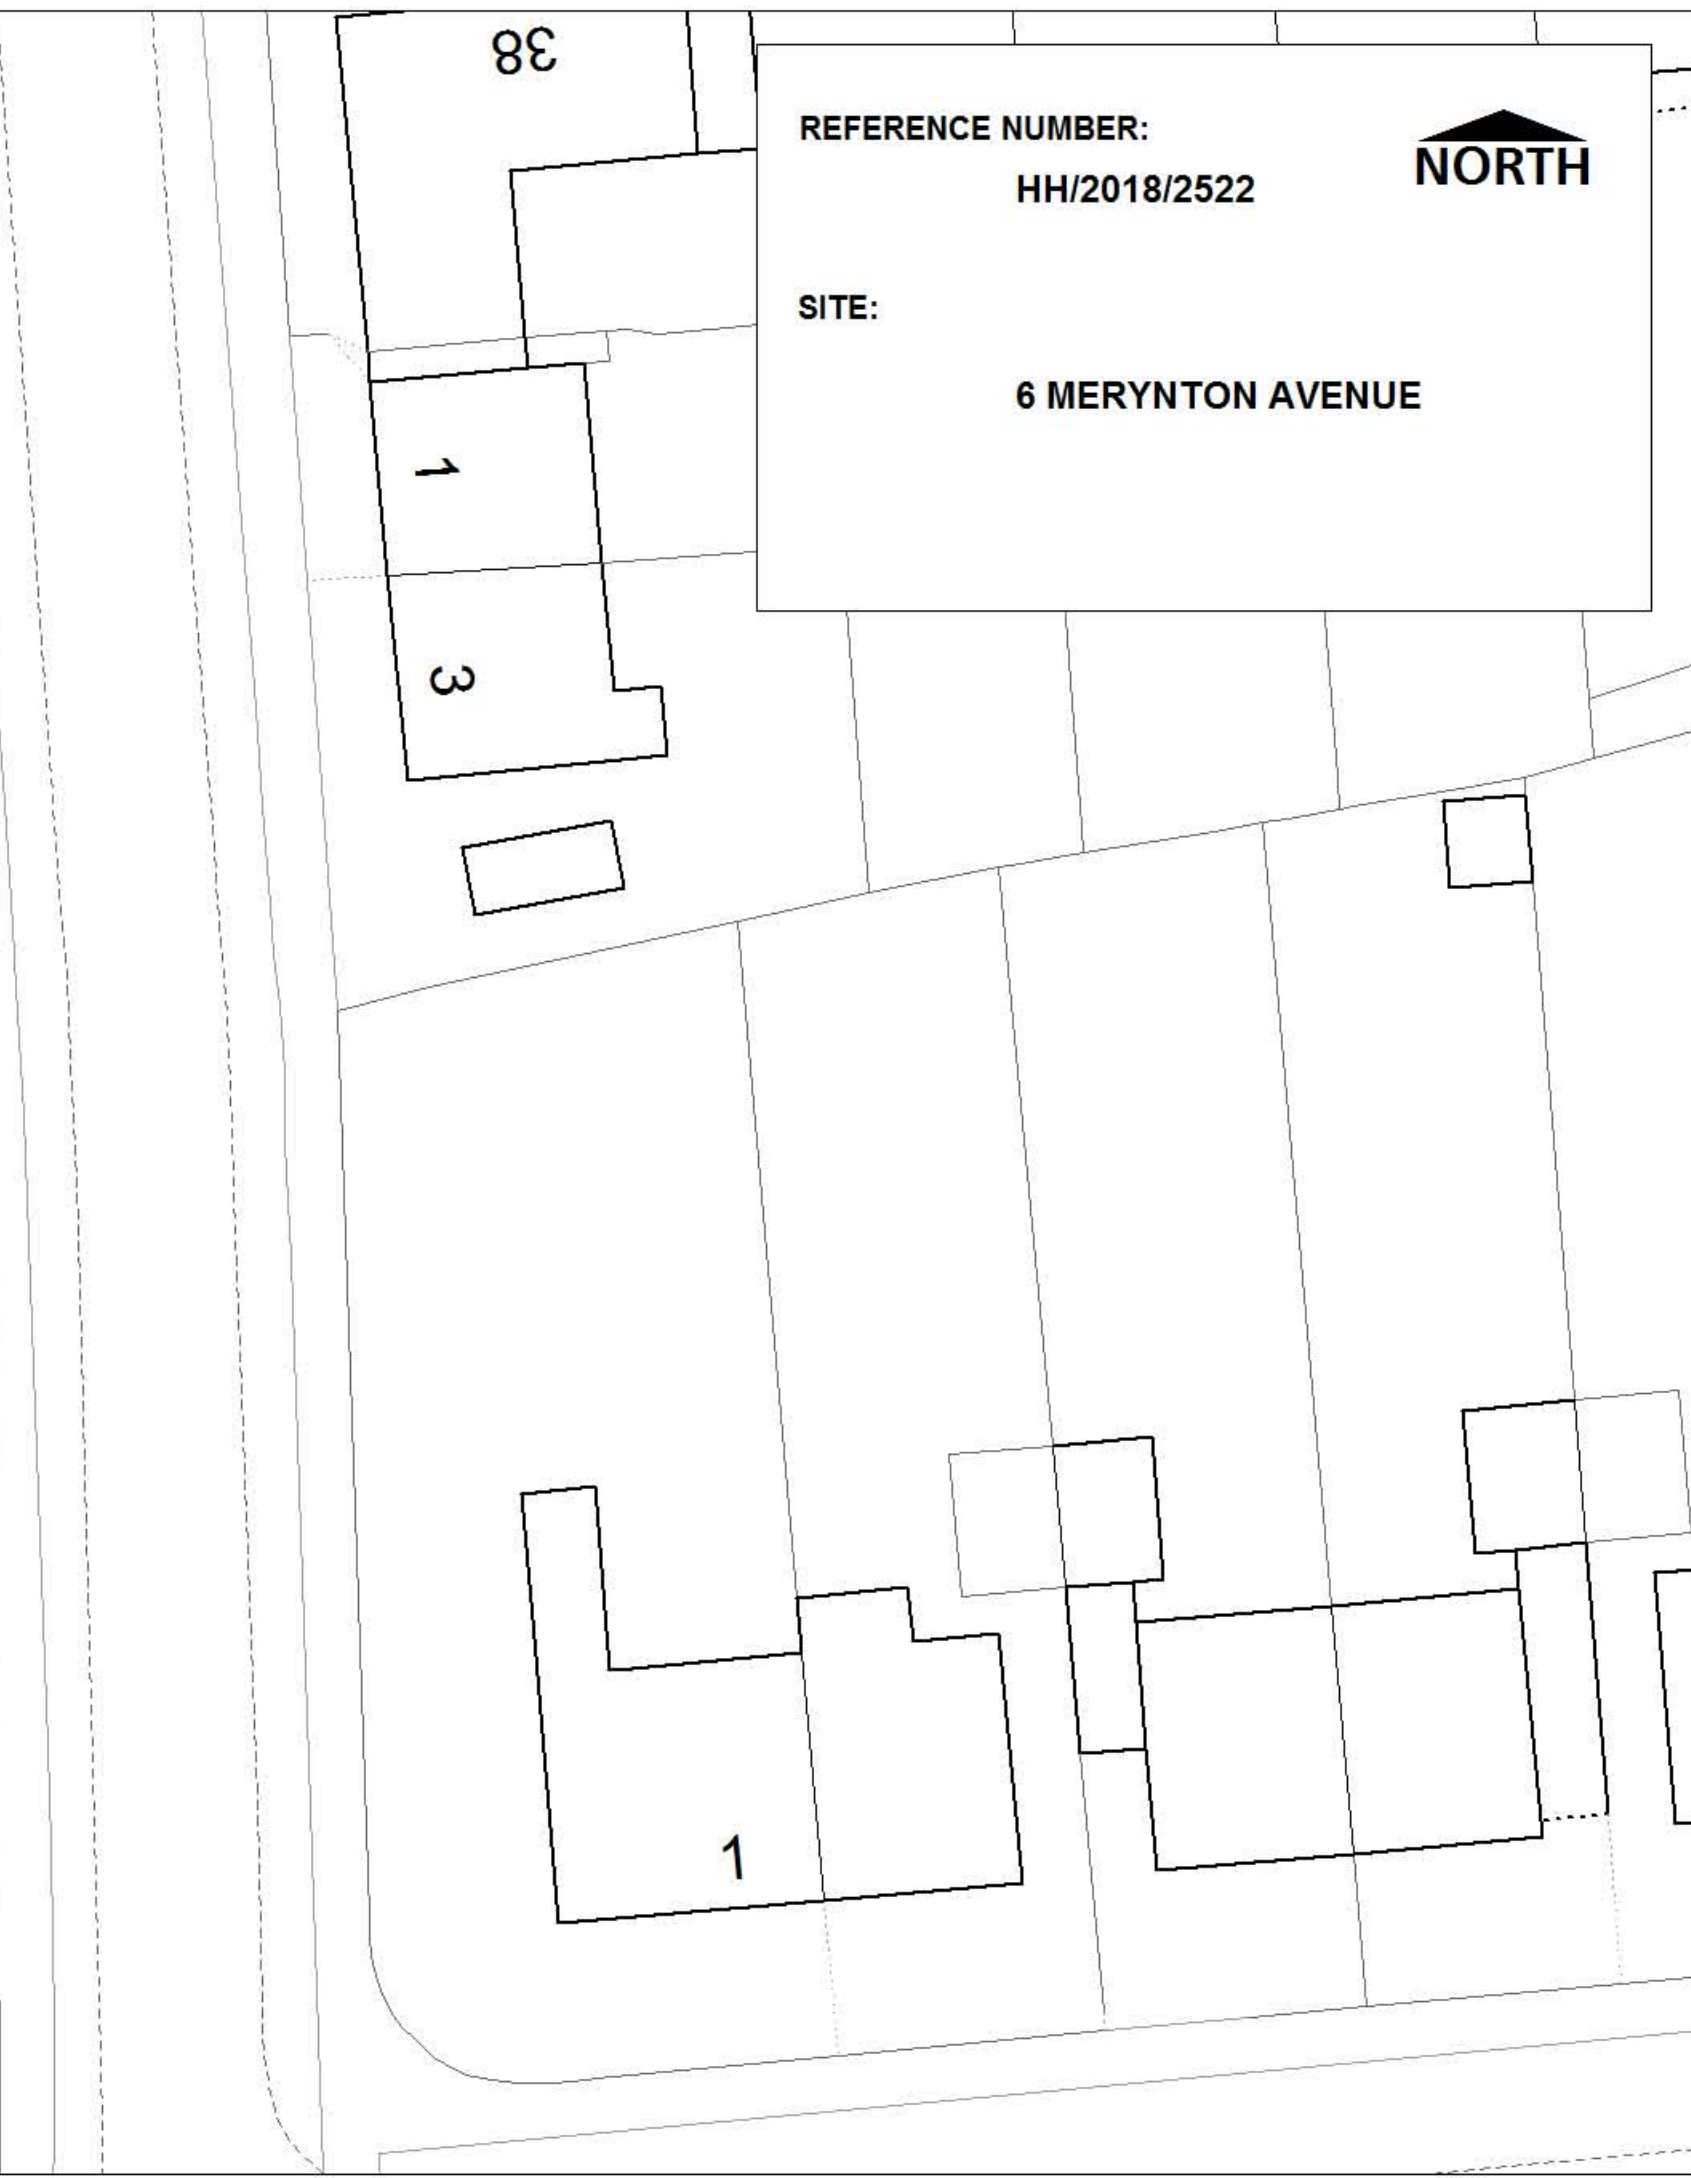 38
REFERENCE NUMBER:
NORTH
HH/2018/2522
SITE:
6 MERYNTON AVENUE
1
3
1